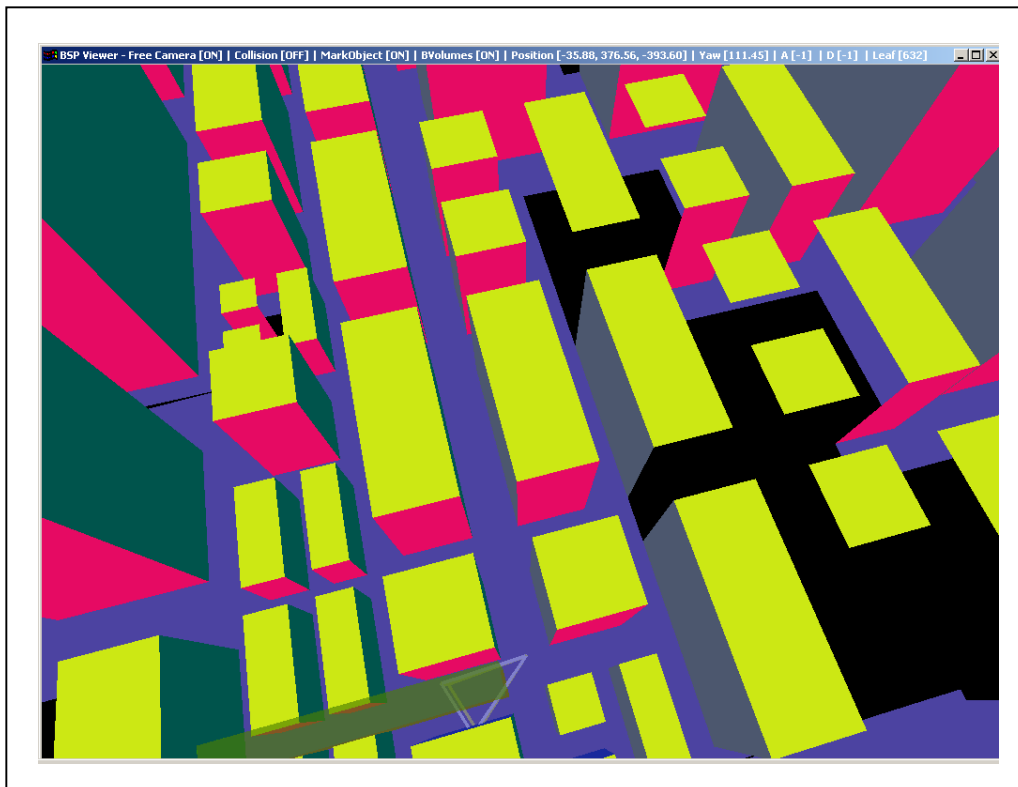 BSP Viewer - Free Camera [ON] | Collision [OFF] | MarkObject [ON] | BVolumes [ON] | Position [-35.88, 376.56, -393.60] | Yaw [111.45] | A [-1] | D [-1] | Leaf [632]